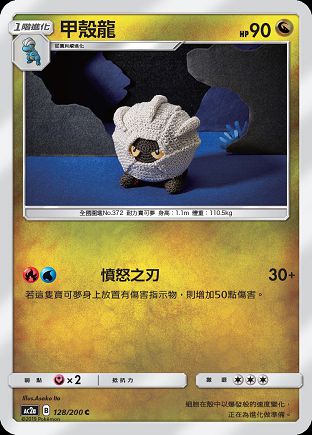 1階進化 甲殼龍 HP 90
從寶貝龍進化
全國圖鑑No.372 耐力寶可夢 身高：1.1m 體重：110.5kg
憤怒之刃 30+
若這隻寶可夢身上放置有傷害指示物，則增加50點傷害。
弱點 ×2 抵抗力 撤退
Illus.Asako Ito
AC2a B 128/200 C
©2019 Pokémon
細胞在殼中以爆發般的速度變化，
正在為進化做準備。